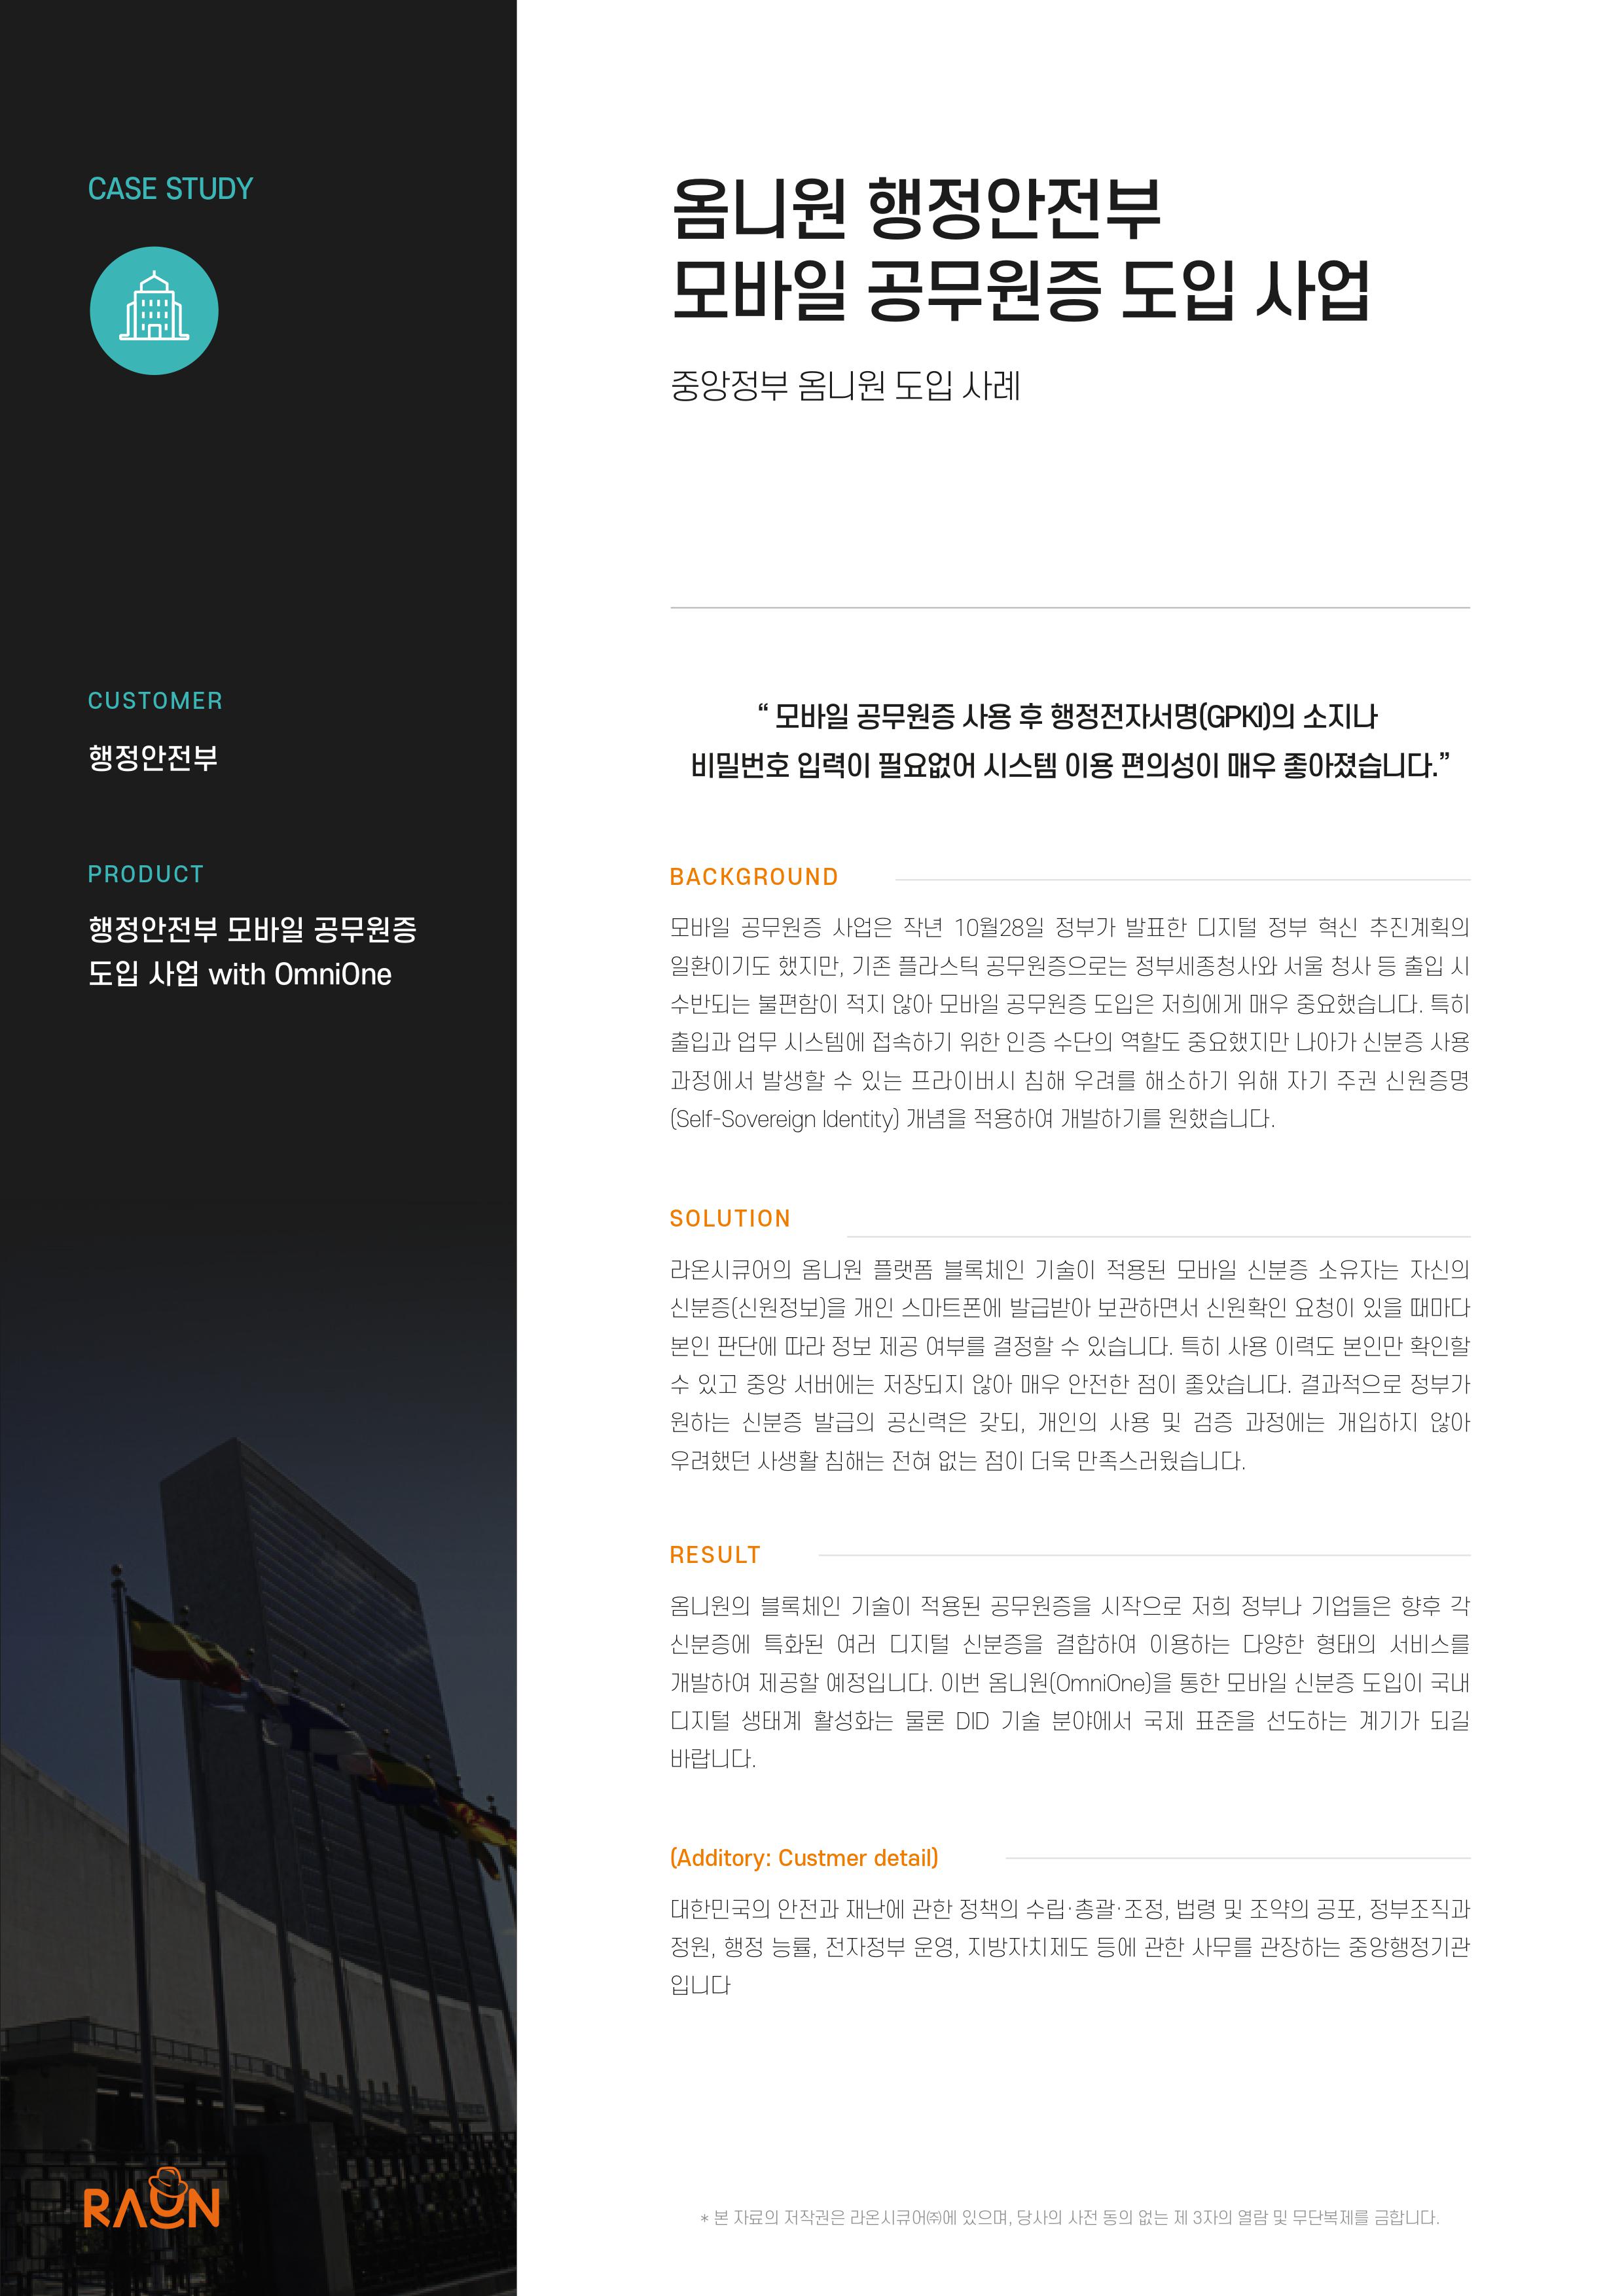 CASE STUDY
CUSTOMER
행정안전부
PRODUCT
행정안전부 모바일 공무원증
도입 사업 with OmniOne
RAON
옴니원 행정안전부
모바일 공무원증 도입 사업
중앙정부 옴니원 도입 사례
“ 모바일 공무원증 사용 후 행정전자서명(GPKI)의 소지나
비밀번호 입력이 필요없어 시스템 이용 편의성이 매우 좋아졌습니다.”
BACKGROUND
모바일 공무원증 사업은 작년 10월28일 정부가 발표한 디지털 정부 혁신 추진계획의
일환이기도 했지만, 기존 플라스틱 공무원증으로는 정부세종청사와 서울 청사 등 출입 시
수반되는 불편함이 적지 않아 모바일 공무원증 도입은 저희에게 매우 중요했습니다. 특히
출입과 업무 시스템에 접속하기 위한 인증 수단의 역할도 중요했지만 나아가 신분증 사용
과정에서 발생할 수 있는 프라이버시 침해 우려를 해소하기 위해 자기 주권 신원증명
(Self-Sovereign Identity) 개념을 적용하여 개발하기를 원했습니다.
SOLUTION
라온시큐어의 옴니원 플랫폼 블록체인 기술이 적용된 모바일 신분증 소유자는 자신의
신분증(신원정보)을 개인 스마트폰에 발급받아 보관하면서 신원확인 요청이 있을 때마다
본인 판단에 따라 정보 제공 여부를 결정할 수 있습니다. 특히 사용 이력도 본인만 확인할
수 있고 중앙 서버에는 저장되지 않아 매우 안전한 점이 좋았습니다. 결과적으로 정부가
원하는 신분증 발급의 공신력은 갖되, 개인의 사용 및 검증 과정에는 개입하지 않아
우려했던 사생활 침해는 전혀 없는 점이 더욱 만족스러웠습니다.
RESULT
옴니원의 블록체인 기술이 적용된 공무원증을 시작으로 저희 정부나 기업들은 향후 각
신분증에 특화된 여러 디지털 신분증을 결합하여 이용하는 다양한 형태의 서비스를
개발하여 제공할 예정입니다. 이번 옴니원(OmniOne)을 통한 모바일 신분증 도입이 국내
디지털 생태계 활성화는 물론 DID 기술 분야에서 국제 표준을 선도하는 계기가 되길
바랍니다.
(Additory: Custmer detail)
대한민국의 안전과 재난에 관한 정책의 수립·총괄·조정, 법령 및 조약의 공포, 정부조직과
정원, 행정 능률, 전자정부 운영, 지방자치제도 등에 관한 사무를 관장하는 중앙행정기관
입니다
* 본 자료의 저작권은 라온시큐어㈜에 있으며, 당사의 사전 동의 없는 제 3자의 열람 및 무단복제를 금합니다.